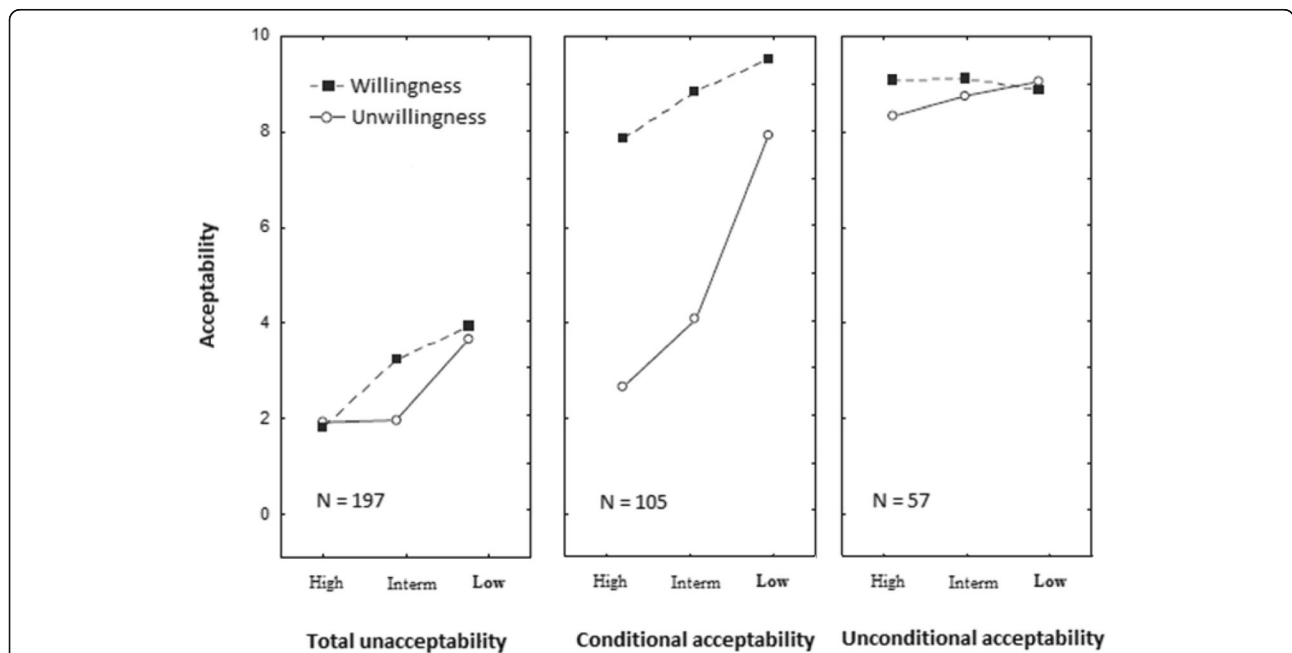 10
8
6
4
2
0
Acceptability
Willingness
Unwillingness
N = 197
N = 105
N = 57
High Interm Low
High Interm Low
High Interm Low
Total unacceptability
Conditional acceptability
Unconditional acceptability